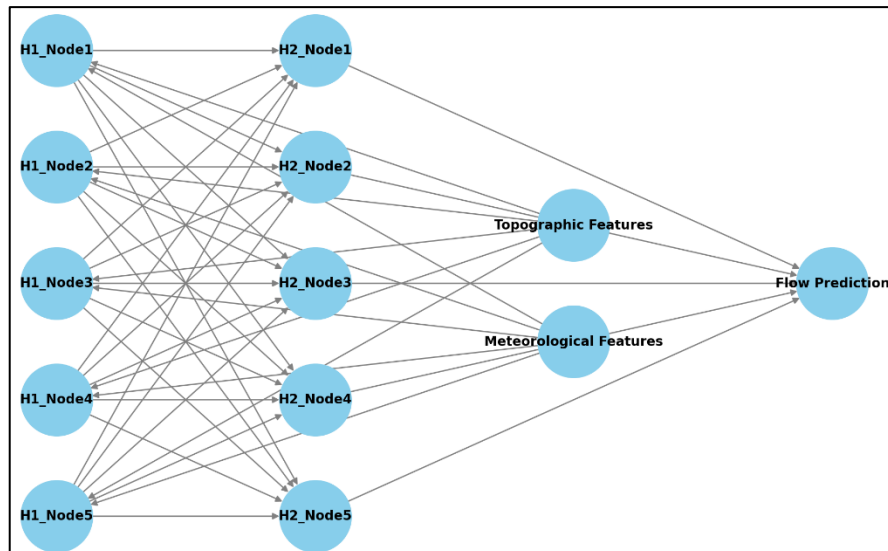 H1_Node1
H2_Node1
H1_Node2
H2_Node2
Topographic Features
H1_Node3
H2_Node3
Flow Prediction
Meteorological Features
H1_Node4
H2_Node4
H1_Node5
H2_Node5